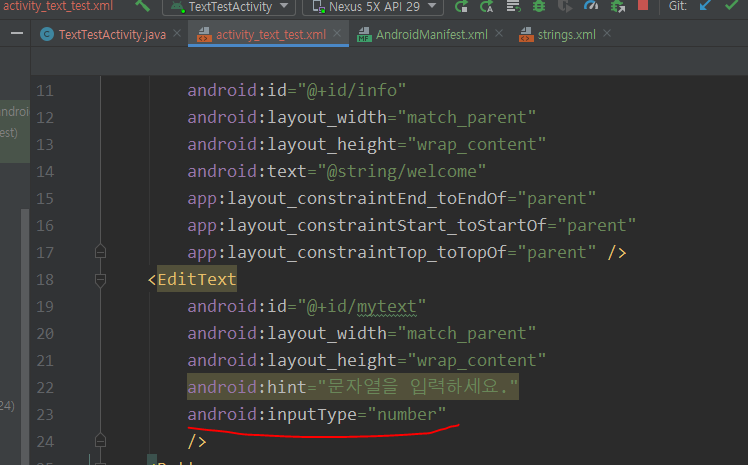 activity_text_test.xml TextTestActivity Nexus 5X API 29 Git:
TextTestActivity.java activity_text_test.xml AndroidManifest.xml strings.xml
11 android:id="@+id/info"
12 android:layout_width="match_parent"
13 android:layout_height="wrap_content"
14 android:text="@string/welcome"
15 app:layout_constraintEnd_toEndOf="parent"
16 app:layout_constraintStart_toStartOf="parent"
17 app:layout_constraintTop_toTopOf="parent" />
18 <EditText
19 android:id="@+id/mytext"
20 android:layout_width="match_parent"
21 android:layout_height="wrap_content"
22 android:hint="문자열을 입력하세요."
23 android:inputType="number"
24 />